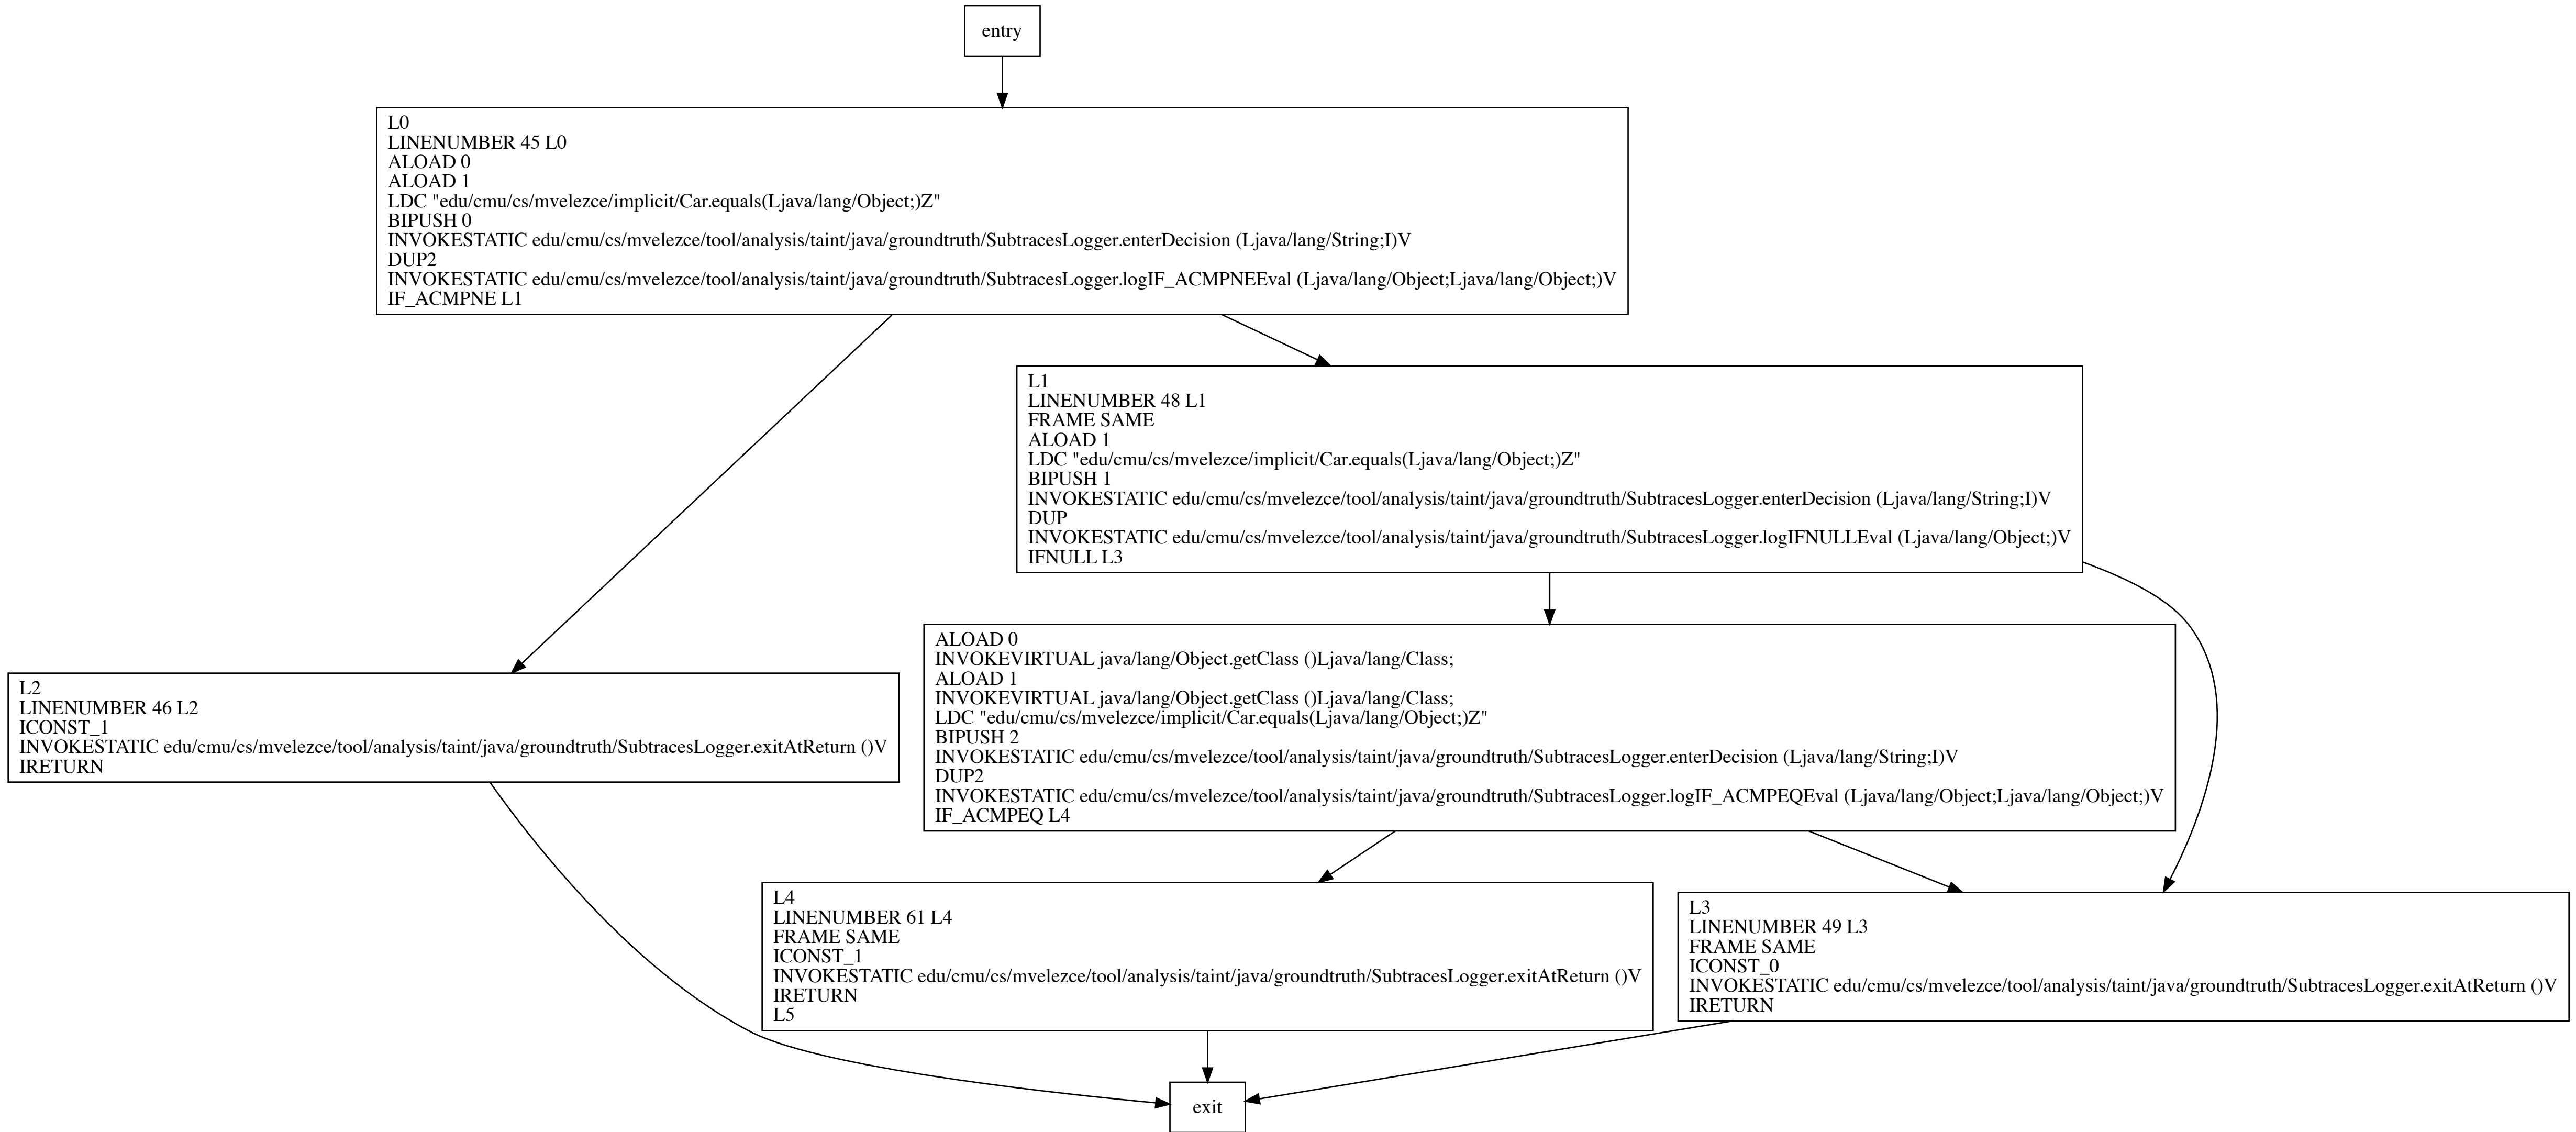 entry
L0
LINENUMBER 45 L0
ALOAD 0
ALOAD 1
LDC "edu/cmu/cs/mvelezce/implicit/Car.equals(Ljava/lang/Object;)Z"
BIPUSH 0
INVOKESTATIC edu/cmu/cs/mvelezce/tool/analysis/taint/java/groundtruth/SubtracesLogger.enterDecision (Ljava/lang/String;I)V
DUP2
INVOKESTATIC edu/cmu/cs/mvelezce/tool/analysis/taint/java/groundtruth/SubtracesLogger.logIF_ACMPNEEval (Ljava/lang/Object;Ljava/lang/Object;)V
IF_ACMPNE L1
L1
LINENUMBER 48 L1
FRAME SAME
ALOAD 1
LDC "edu/cmu/cs/mvelezce/implicit/Car.equals(Ljava/lang/Object;)Z"
BIPUSH 1
INVOKESTATIC edu/cmu/cs/mvelezce/tool/analysis/taint/java/groundtruth/SubtracesLogger.enterDecision (Ljava/lang/String;I)V
DUP
INVOKESTATIC edu/cmu/cs/mvelezce/tool/analysis/taint/java/groundtruth/SubtracesLogger.logIFNULLEval (Ljava/lang/Object;)V
IFNULL L3
ALOAD 0
INVOKEVIRTUAL java/lang/Object.getClass ()Ljava/lang/Class;
ALOAD 1
INVOKEVIRTUAL java/lang/Object.getClass ()Ljava/lang/Class;
LDC "edu/cmu/cs/mvelezce/implicit/Car.equals(Ljava/lang/Object;)Z"
BIPUSH 2
INVOKESTATIC edu/cmu/cs/mvelezce/tool/analysis/taint/java/groundtruth/SubtracesLogger.enterDecision (Ljava/lang/String;I)V
DUP2
INVOKESTATIC edu/cmu/cs/mvelezce/tool/analysis/taint/java/groundtruth/SubtracesLogger.logIF_ACMPEQEval (Ljava/lang/Object;Ljava/lang/Object;)V
IF_ACMPEQ L4
L2
LINENUMBER 46 L2
ICONST_1
INVOKESTATIC edu/cmu/cs/mvelezce/tool/analysis/taint/java/groundtruth/SubtracesLogger.exitAtReturn ()V
IRETURN
L4
LINENUMBER 61 L4
FRAME SAME
ICONST_1
INVOKESTATIC edu/cmu/cs/mvelezce/tool/analysis/taint/java/groundtruth/SubtracesLogger.exitAtReturn ()V
IRETURN
L5
L3
LINENUMBER 49 L3
FRAME SAME
ICONST_0
INVOKESTATIC edu/cmu/cs/mvelezce/tool/analysis/taint/java/groundtruth/SubtracesLogger.exitAtReturn ()V
IRETURN
exit